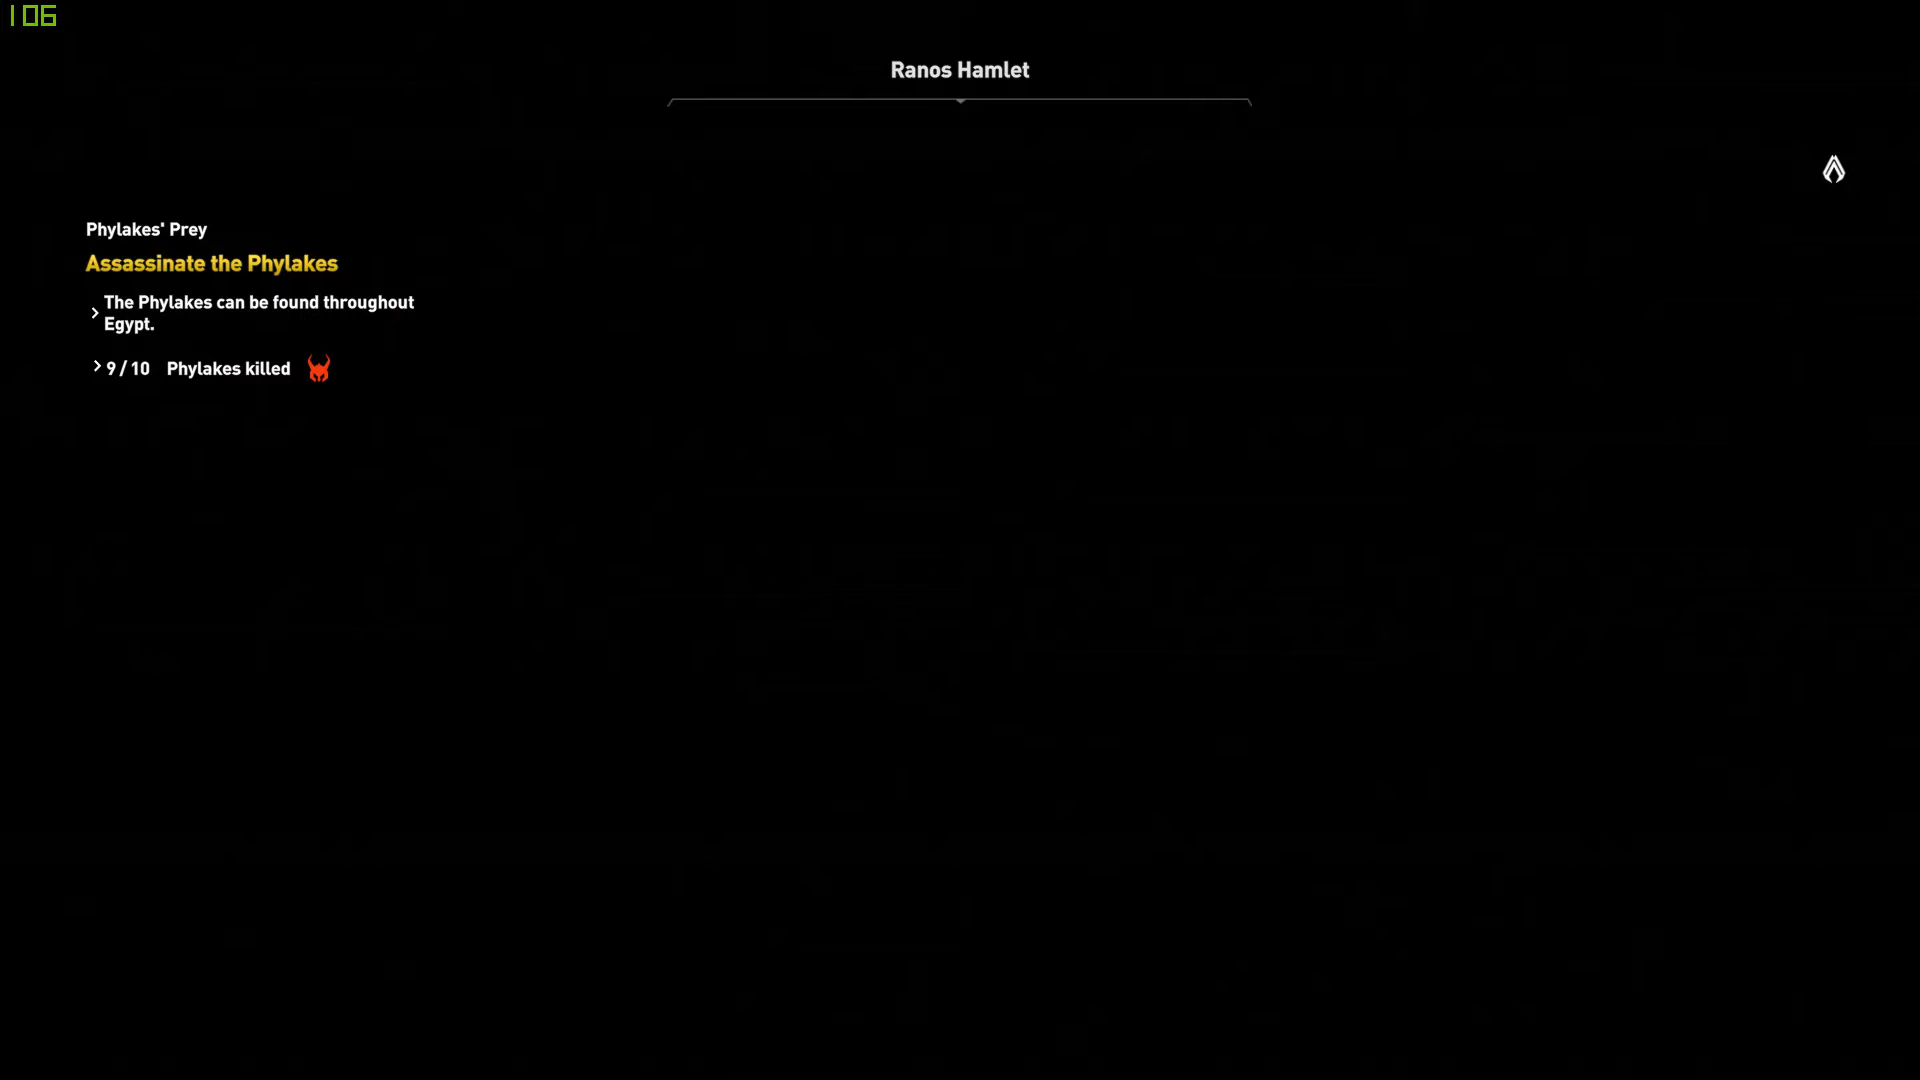 106
Ranos Hamlet
Phylakes' Prey
Assassinate the Phylakes
The Phylakes can be found throughout
Egypt.
9 / 10 Phylakes killed